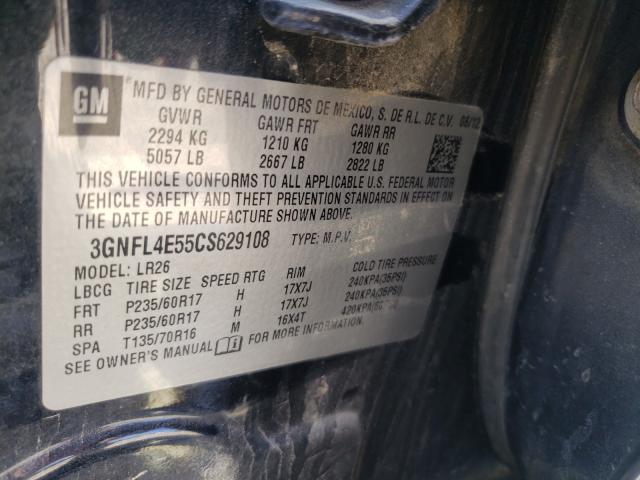 GM
MFD BY GENERAL MOTORS DE MEXICO, S. DE R.L. DE C.V. 05/12
GVWR GAWR FRT GAWR RR
2294 KG 1210 KG 1280 KG
5057 LB 2667 LB 2822 LB
THIS VEHICLE CONFORMS TO ALL APPLICABLE U.S. FEDERAL MOTOR
VEHICLE SAFETY AND THEFT PREVENTION STANDARDS IN EFFECT ON
THE DATE OF MANUFACTURE SHOWN ABOVE.
3GNFL4E55CS629108 TYPE: M.P.V.
MODEL: LR26
LBCG TIRE SIZE SPEED RTG RIM COLD TIRE PRESSURE
FRT P235/60R17 H 17X7J 240KPA(35PSI)
RR P235/60R17 H 17X7J 240KPA(35PSI)
SPA T135/70R16 M 16X4T 420KPA(60PSI)
SEE OWNER'S MANUAL FOR MORE INFORMATION.